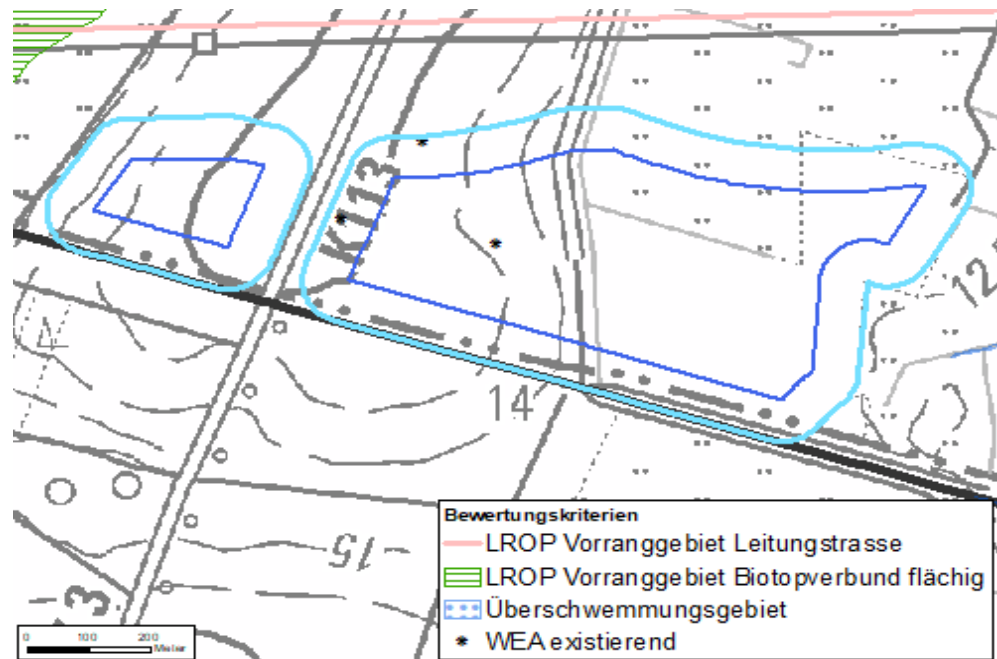 K113
12
14
15
3
Bewertungskriterien
LROP Vorranggebiet Leitungstrasse
LROP Vorranggebiet Biotopverbund flächig
Überschwemmungsgebiet
WEA existierend
0 100 200
Meter